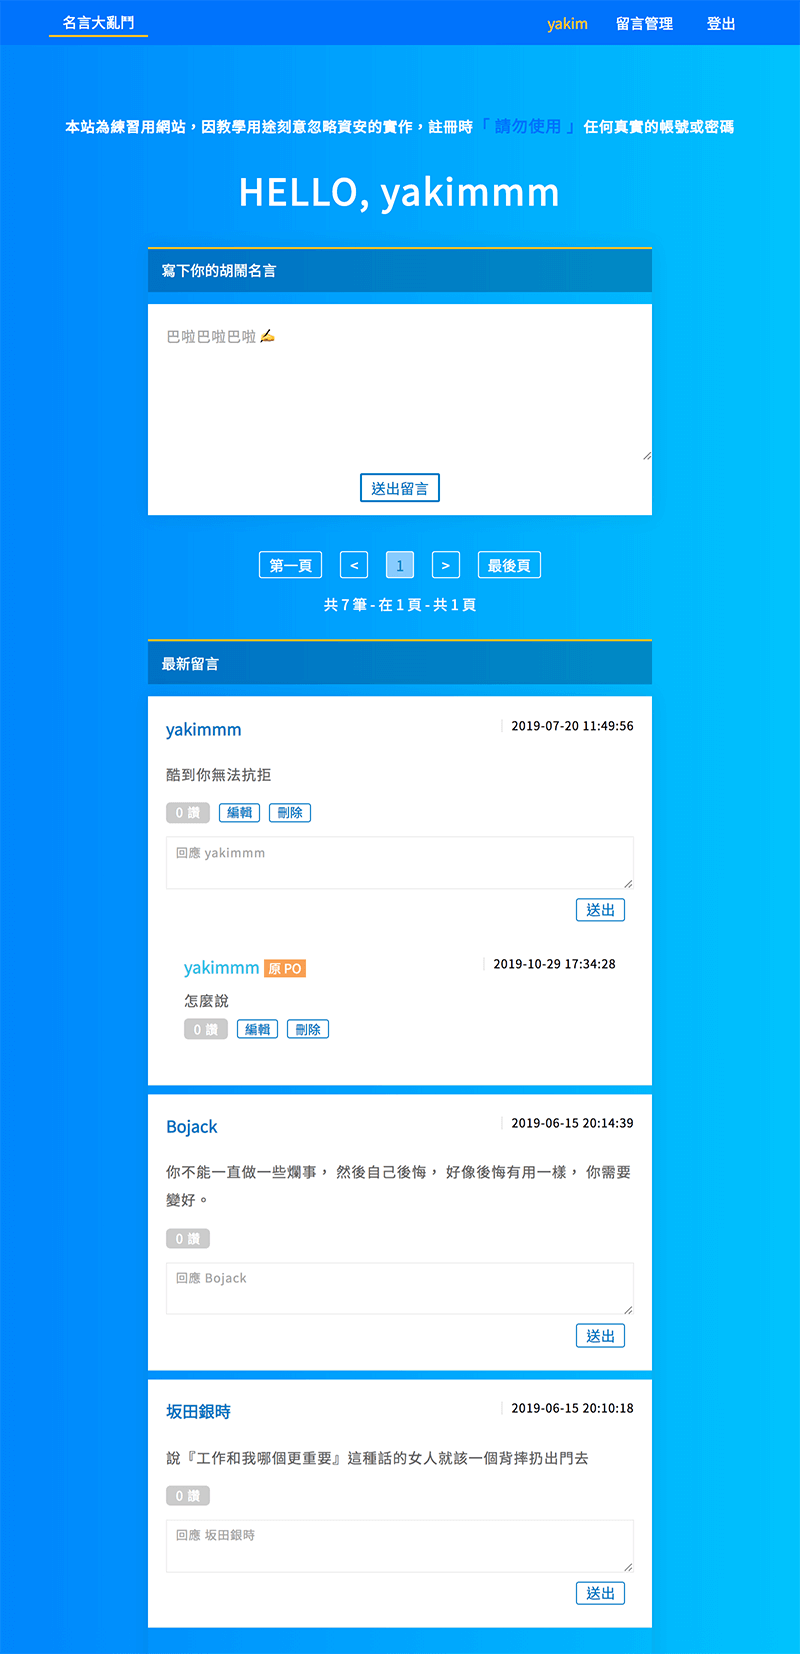 名言大亂鬥
yakim 留言管理 登出
本站為練習用網站，因教學用途刻意忽略資安的實作，註冊時「 請勿使用 」任何真實的帳號或密碼
HELLO, yakimmm
寫下你的胡鬧名言
巴啦巴啦巴啦✍️
送出留言
第一頁 < 1 > 最後頁
共 7 筆 - 在 1 頁 - 共 1 頁
最新留言
yakimmm 2019-07-20 11:49:56
酷到你無法抗拒
0 讚 編輯 刪除
回應 yakimmm
送出
yakimmm 原 PO 2019-10-29 17:34:28
怎麼說
0 讚 編輯 刪除
Bojack 2019-06-15 20:14:39
你不能一直做一些爛事， 然後自己後悔， 好像後悔有用一樣， 你需要
變好。
0 讚
回應 Bojack
送出
坂田銀時 2019-06-15 20:10:18
說『工作和我哪個更重要』這種話的女人就該一個背摔扔出門去
0 讚
回應 坂田銀時
送出